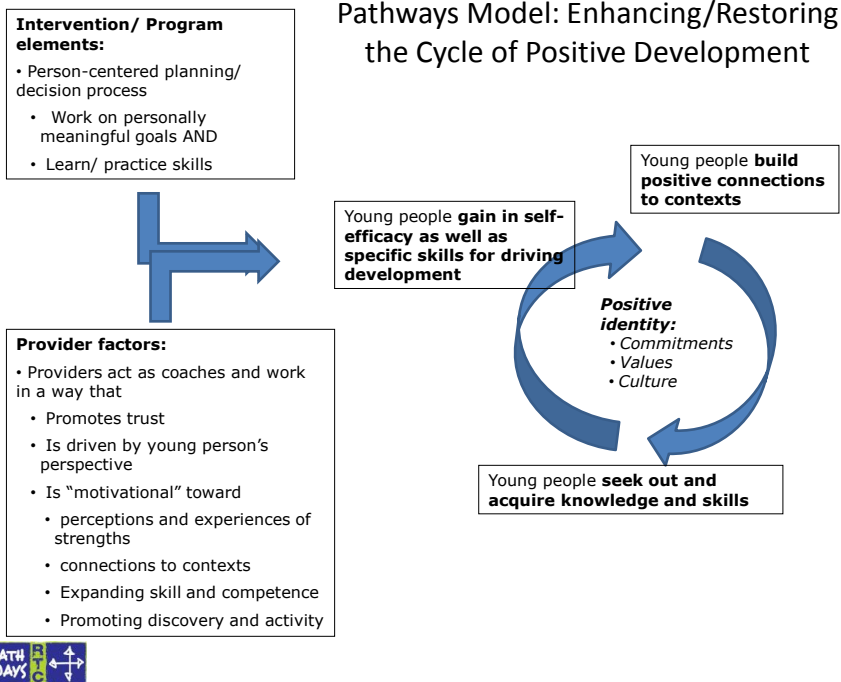 Pathways Model: Enhancing/Restoring
the Cycle of Positive Development
Intervention/ Program
elements:
• Person-centered planning/
decision process
• Work on personally
meaningful goals AND
• Learn/ practice skills
Young people build
positive connections
to contexts
Young people gain in self-
efficacy as well as
specific skills for driving
development
Positive
identity:
• Commitments
• Values
• Culture
Young people seek out and
acquire knowledge and skills
Provider factors:
• Providers act as coaches and work
in a way that
• Promotes trust
• Is driven by young person’s
perspective
• Is “motivational” toward
• perceptions and experiences of
strengths
• connections to contexts
• Expanding skill and competence
• Promoting discovery and activity
RTC